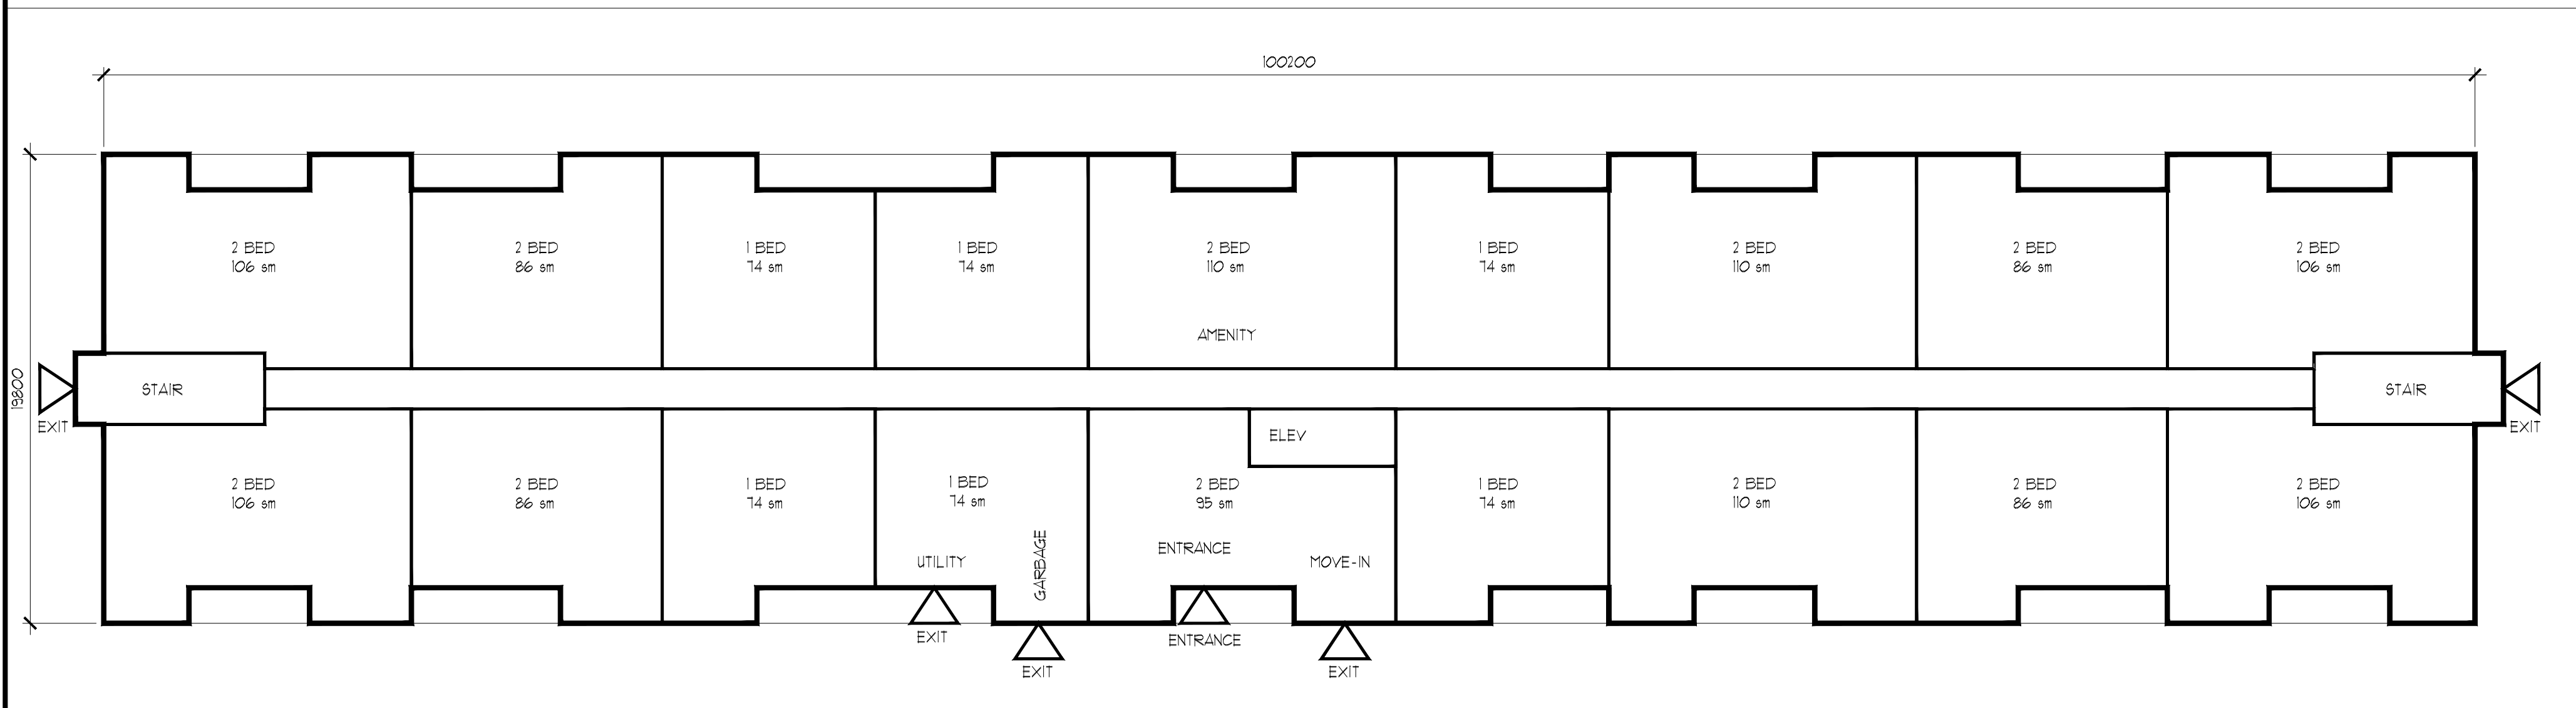 100200
2 BED
106 sm
2 BED
86 sm
1 BED
74 sm
1 BED
74 sm
2 BED
110 sm
1 BED
74 sm
2 BED
110 sm
2 BED
86 sm
2 BED
106 sm
AMENITY
19800
STAIR
STAIR
EXIT
EXIT
ELEV
2 BED
106 sm
2 BED
86 sm
1 BED
74 sm
1 BED
74 sm
2 BED
95 sm
1 BED
74 sm
2 BED
110 sm
2 BED
86 sm
2 BED
106 sm
UTILITY
GARBAGE
ENTRANCE
MOVE-IN
EXIT
ENTRANCE
EXIT
EXIT